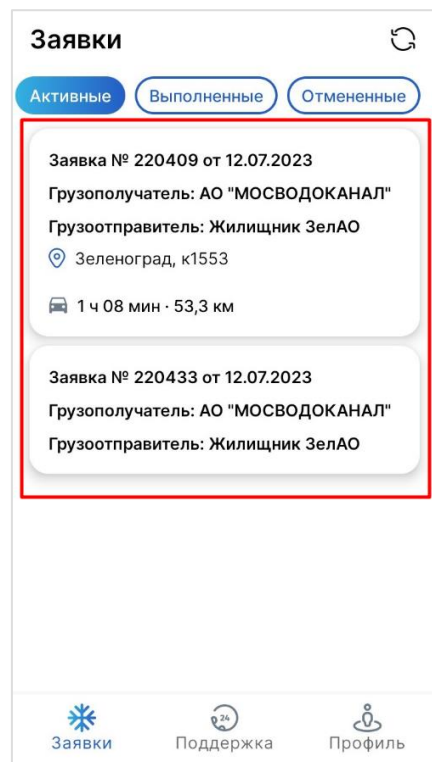 Заявки
Активные Выполненные Отмененные
Заявка № 220409 от 12.07.2023
Грузополучатель: АО "МОСВОДОКАНАЛ"
Грузоотправитель: Жилищник ЗелАО
Зеленоград, к1553
1 ч 08 мин · 53,3 км
Заявка № 220433 от 12.07.2023
Грузополучатель: АО "МОСВОДОКАНАЛ"
Грузоотправитель: Жилищник ЗелАО
24
Заявки Поддержка Профиль